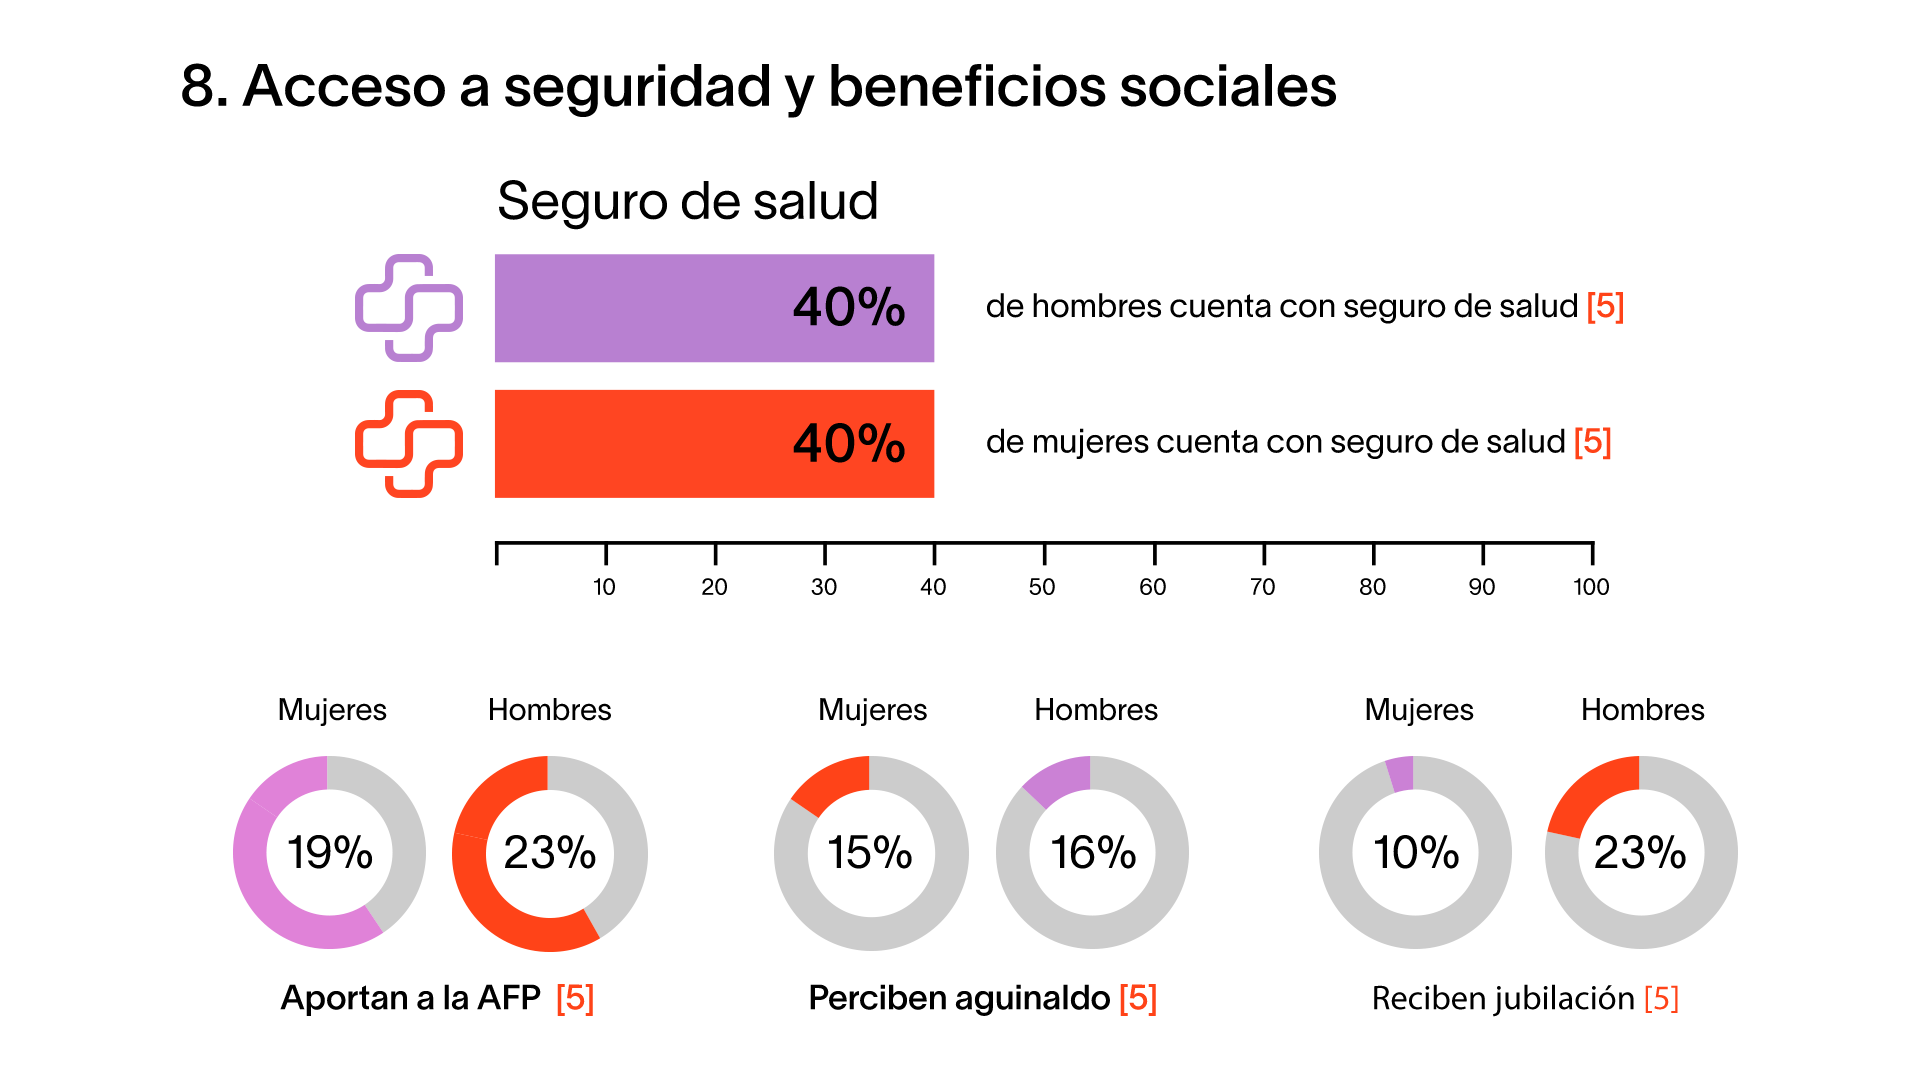 8. Acceso a seguridad y beneficios sociales
Seguro de salud
40%
de hombres cuenta con seguro de salud [5]
40%
de mujeres cuenta con seguro de salud [5]
10 20 30 40 50 60 70 80 90 100
Mujeres Hombres
19% 23%
Aportan a la AFP [5]
Mujeres Hombres
15% 16%
Perciben aguinaldo [5]
Mujeres Hombres
10% 23%
Reciben jubilación [5]